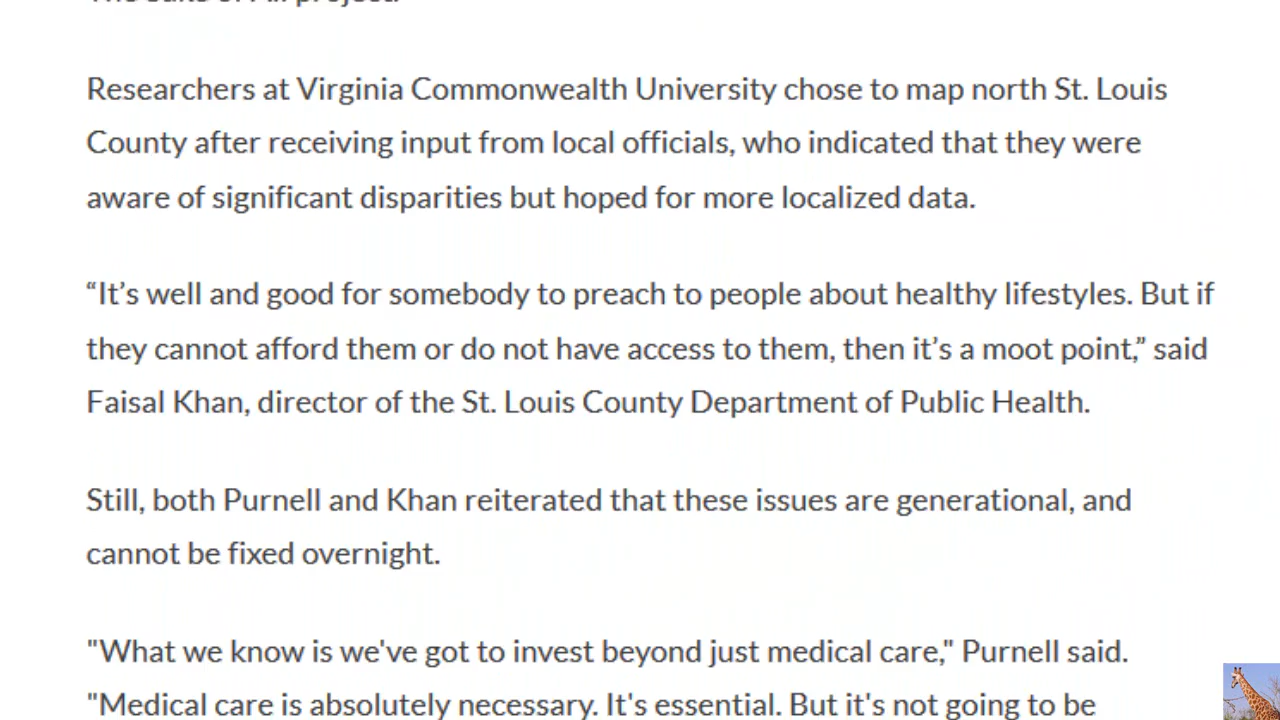 Researchers at Virginia Commonwealth University chose to map north St. Louis
County after receiving input from local officials, who indicated that they were
aware of significant disparities but hoped for more localized data.
“It’s well and good for somebody to preach to people about healthy lifestyles. But if
they cannot afford them or do not have access to them, then it’s a moot point,” said
Faisal Khan, director of the St. Louis County Department of Public Health.
Still, both Purnell and Khan reiterated that these issues are generational, and
cannot be fixed overnight.
"What we know is we've got to invest beyond just medical care," Purnell said.
"Medical care is absolutely necessary. It's essential. But it's not going to be